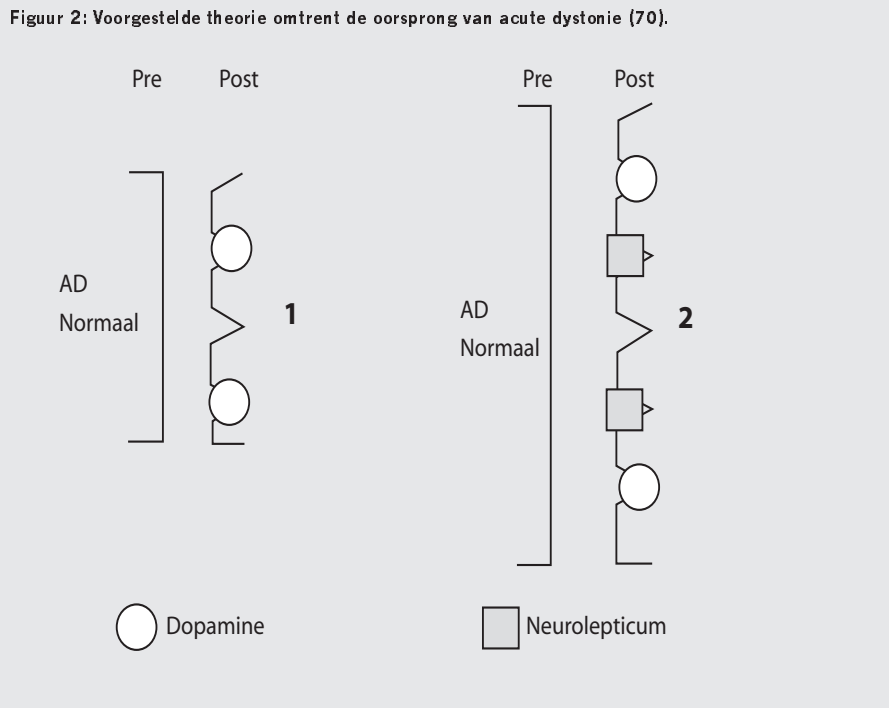 Figuur 2: Voorgestelde theorie omtrent de oorsprong van acute dystonie (70).
Pre Post
AD
Normaal
1
Pre Post
AD
Normaal
2
Dopamine
Neurolepticum